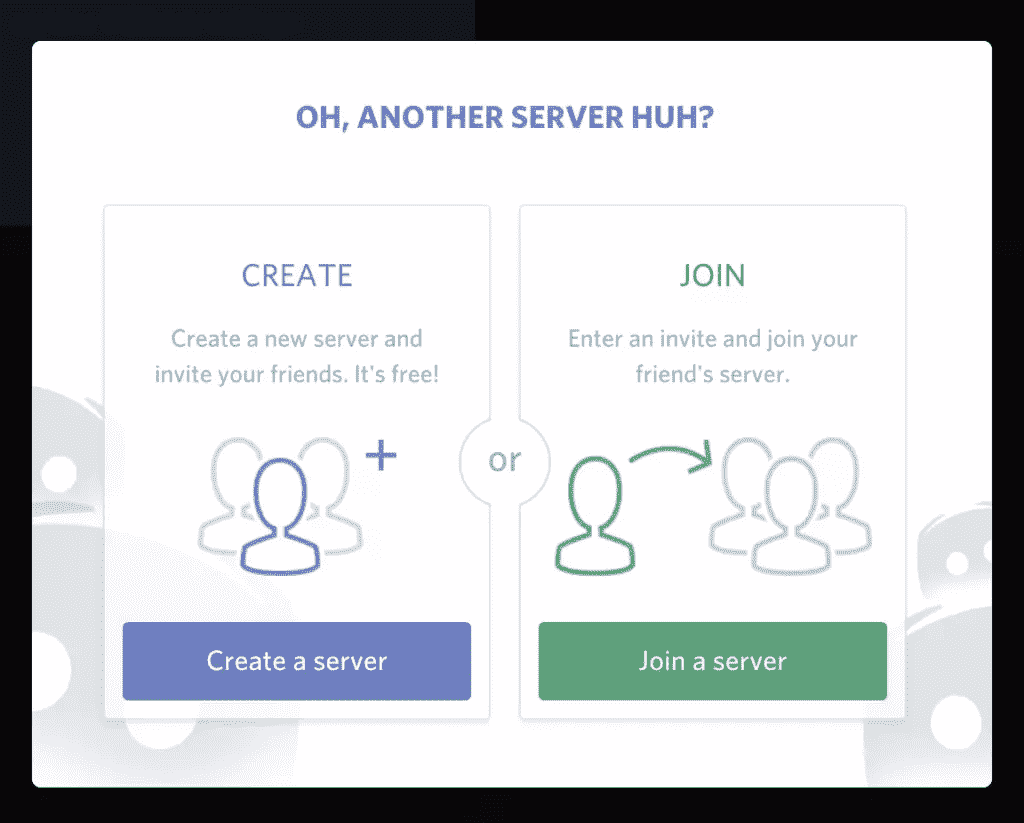 OH, ANOTHER SERVER HUH?
CREATE
Create a new server and
invite your friends. It's free!
Create a server
or
JOIN
Enter an invite and join your
friend's server.
Join a server